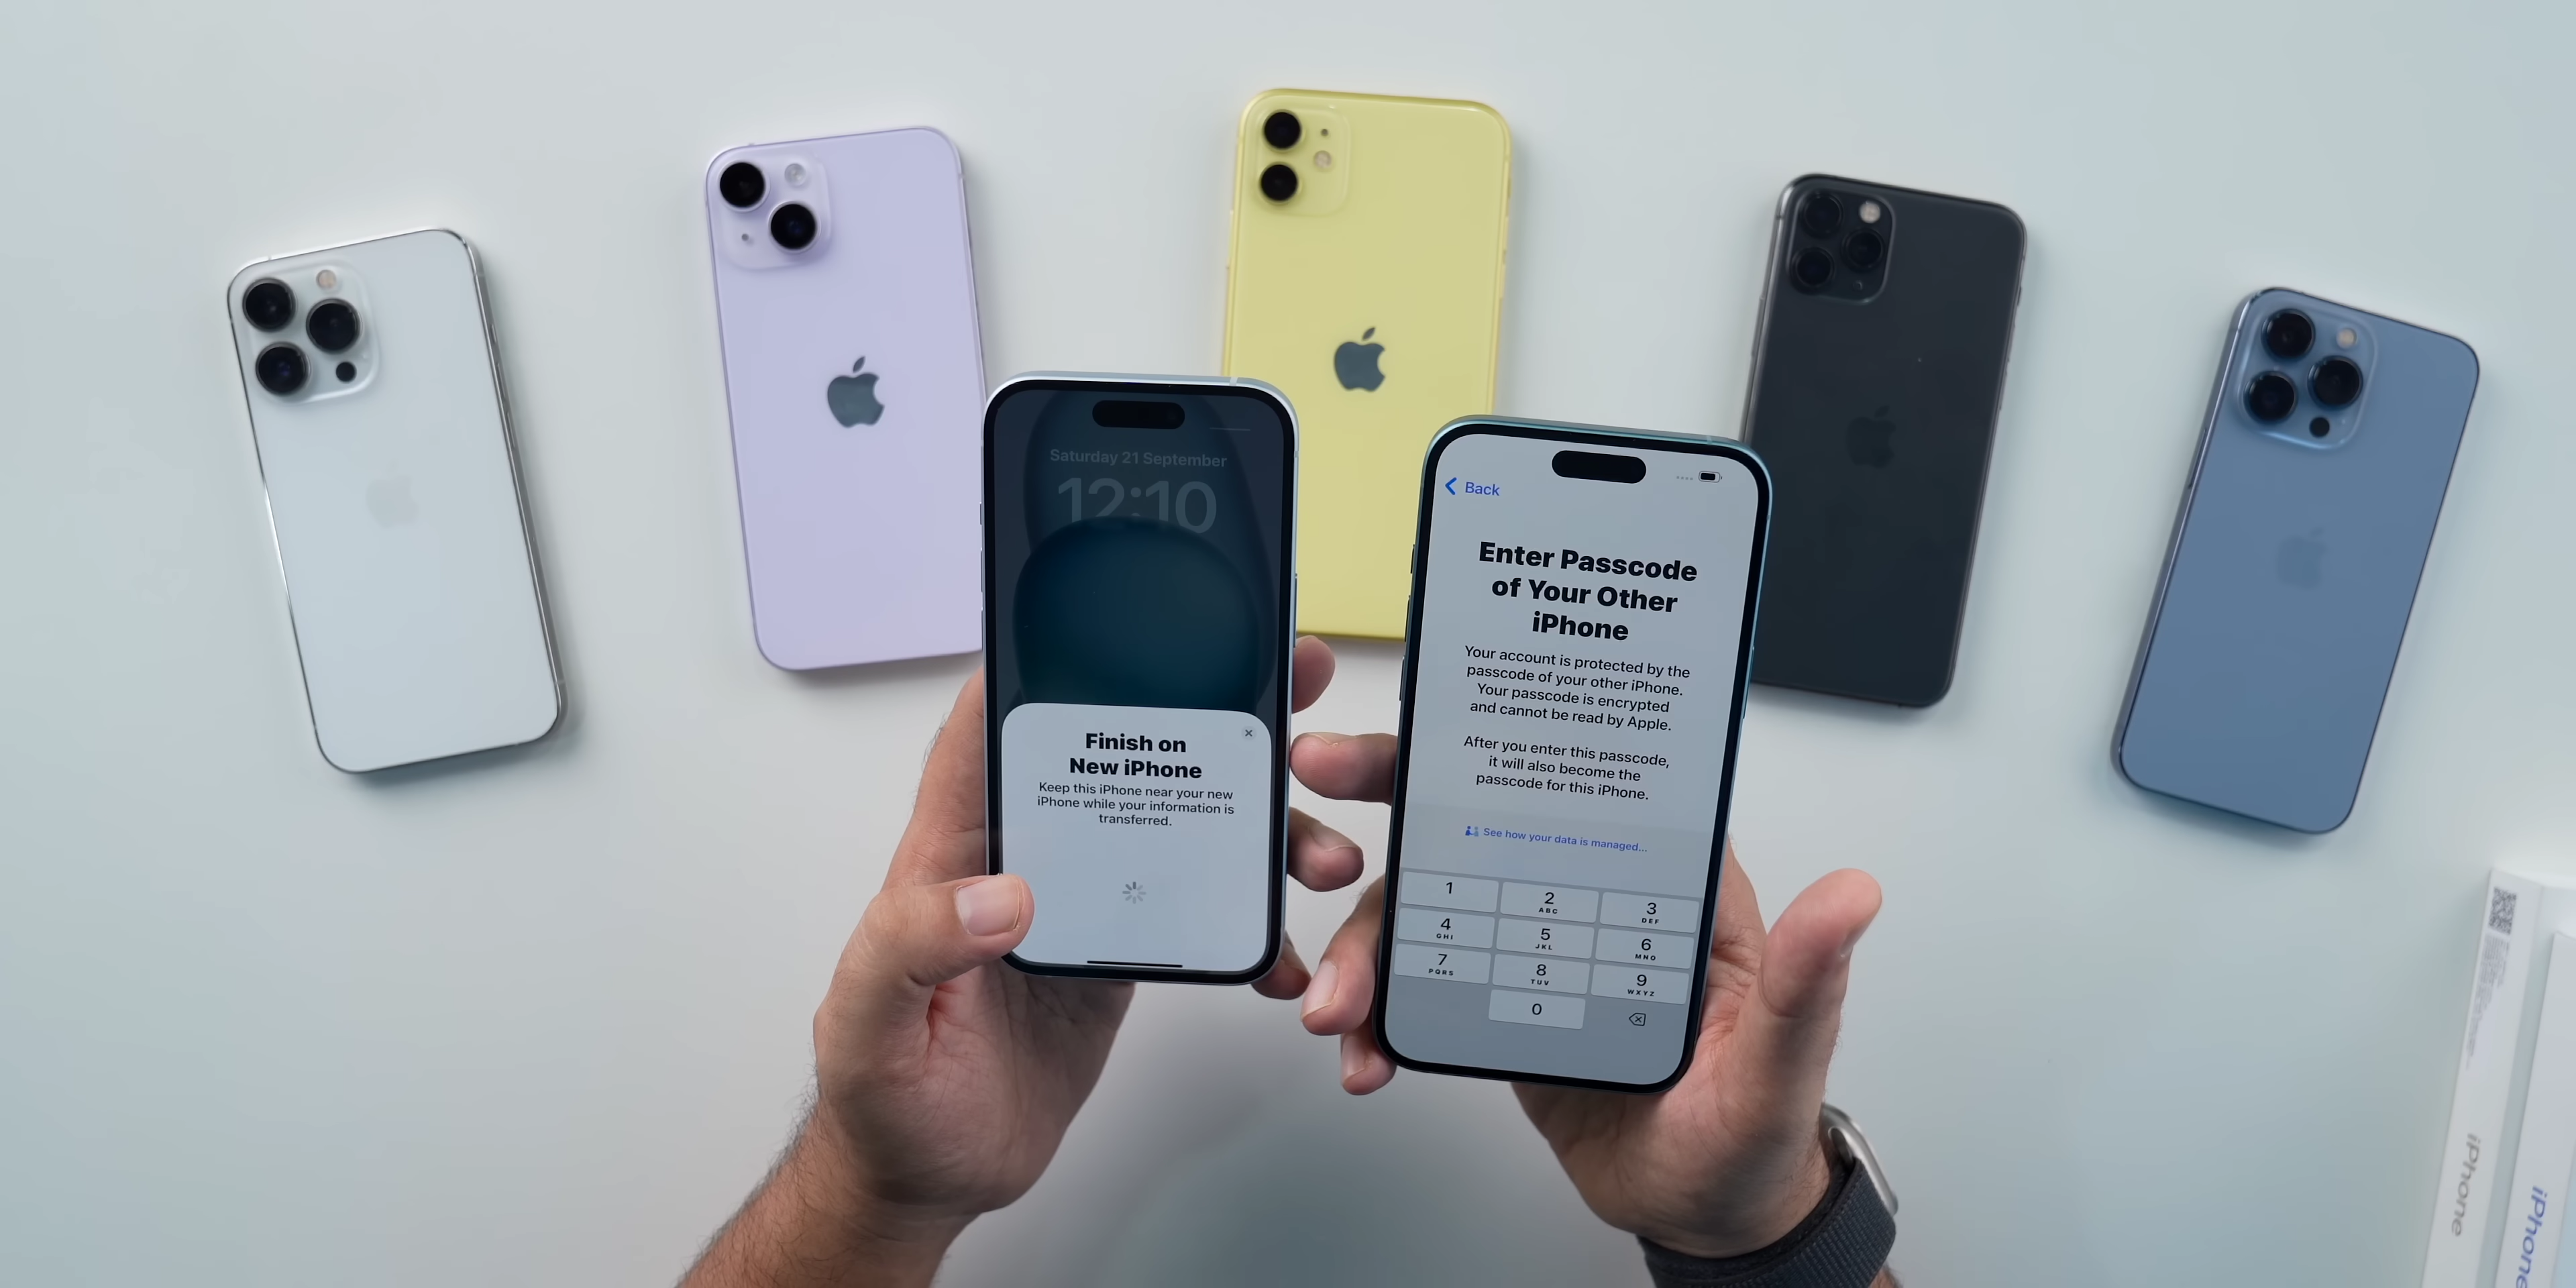 Saturday 21 September
12:10
Finish on
New iPhone
Keep this iPhone near your new
iPhone while your information is
transferred.
Back
Enter Passcode
of Your Other
iPhone
Your account is protected by the
passcode of your other iPhone.
Your passcode is encrypted
and cannot be read by Apple.
After you enter this passcode,
it will also become the
passcode for this iPhone.
See how your data is managed...
1 2 3
ABC DEF
4 5 6
GHI JKL MNO
7 8 9
PQRS TUV WXYZ
0
iPhone
iPhone